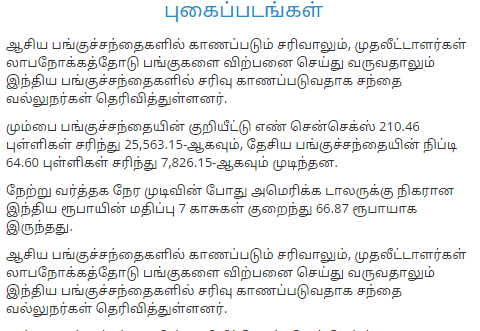 புகைப்படங்கள்
ஆசிய பங்குச்சந்தைகளில் காணப்படும் சரிவாலும், முதலீட்டாளர்கள்
லாபநோக்கத்தோடு பங்குகளை விற்பனை செய்து வருவதாலும்
இந்திய பங்குச்சந்தைகளில் சரிவு காணப்படுவதாக சந்தை
வல்லுநர்கள் தெரிவித்துள்ளனர்.
மும்பை பங்குச்சந்தையின் குறியீட்டு எண் சென்செக்ஸ் 210.46
புள்ளிகள் சரிந்து 25,563.15-ஆகவும், தேசிய பங்குச்சந்தையின் நிப்டி
64.60 புள்ளிகள் சரிந்து 7,826.15-ஆகவும் முடிந்தன.
நேற்று வர்த்தக நேர முடிவின் போது அமெரிக்க டாலருக்கு நிகரான
இந்திய ரூபாயின் மதிப்பு 7 காசுகள் குறைந்து 66.87 ரூபாயாக
இருந்தது.
ஆசிய பங்குச்சந்தைகளில் காணப்படும் சரிவாலும், முதலீட்டாளர்கள்
லாபநோக்கத்தோடு பங்குகளை விற்பனை செய்து வருவதாலும்
இந்திய பங்குச்சந்தைகளில் சரிவு காணப்படுவதாக சந்தை
வல்லுநர்கள் தெரிவித்துள்ளனர்.